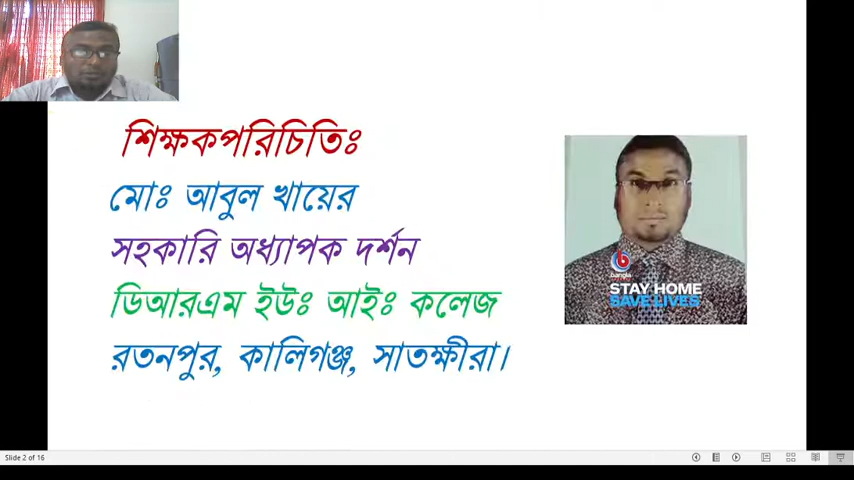 শিক্ষকপরিচিতিঃ
মোঃ আবুল খায়ের
সহকারি অধ্যাপক দর্শন
ডিআরএম ইউঃ আইঃ কলেজ
রতনপুর, কালিগঞ্জ, সাতক্ষীরা।
bangla
STAY HOME
SAVE LIVES
Slide 2 of 16